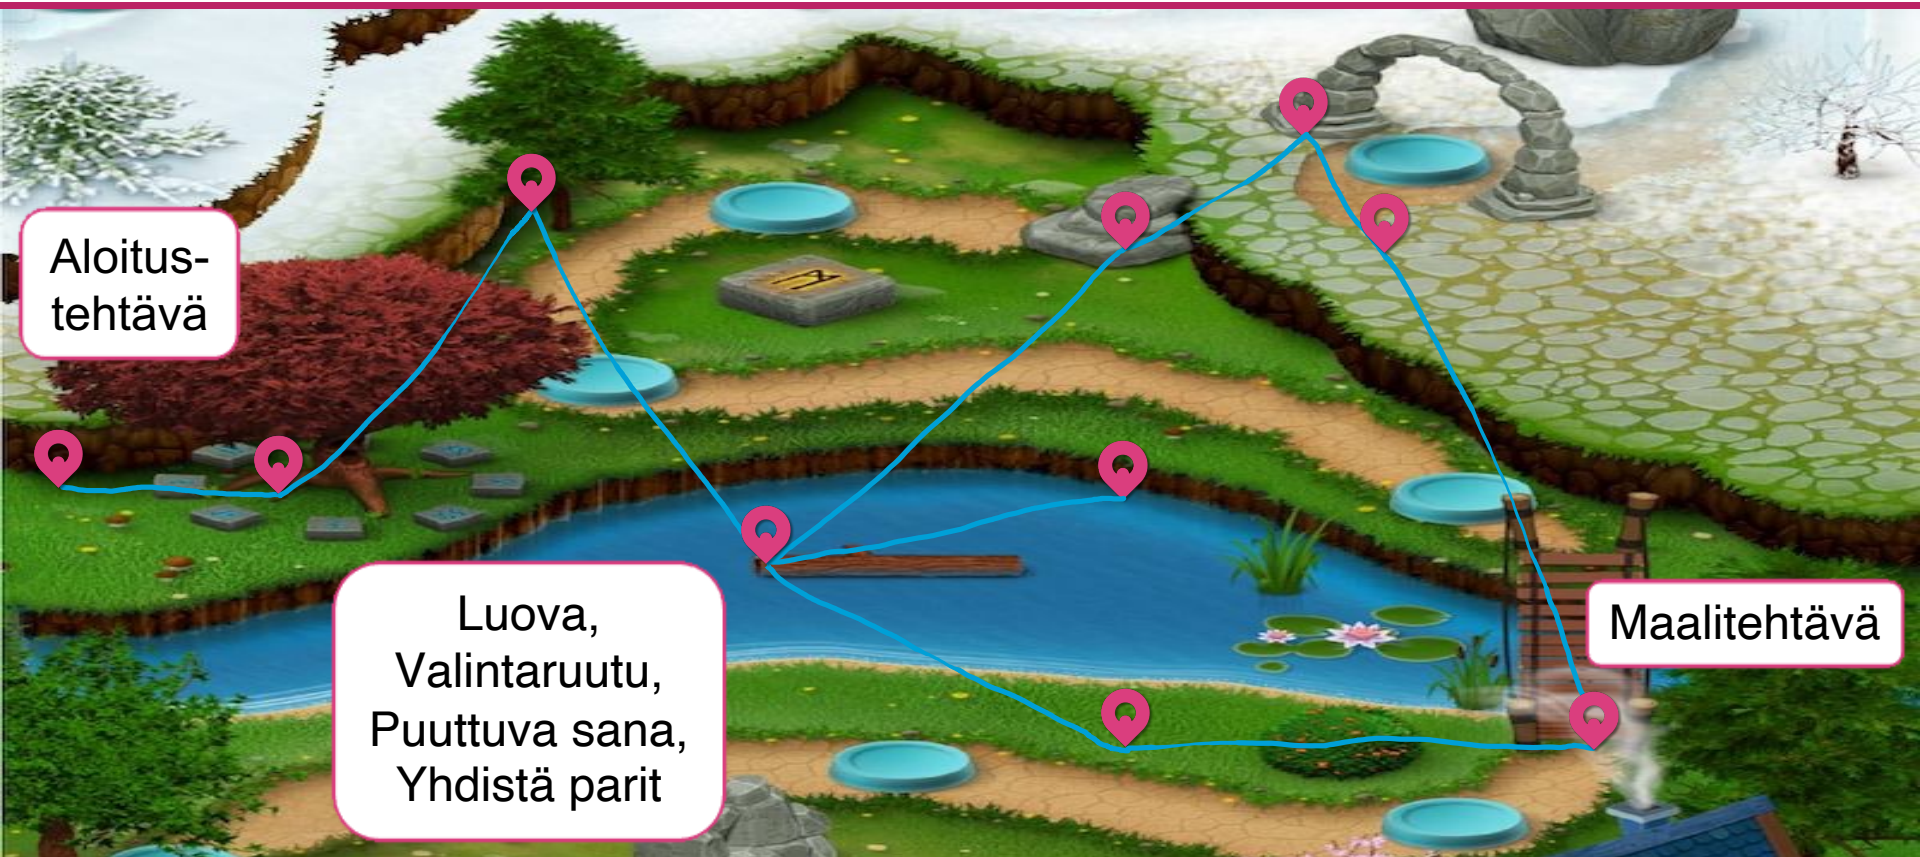 Aloitus-
tehtävä
Luova,
Valintaruutu,
Puuttuva sana,
Yhdistä parit
Maalitehtävä